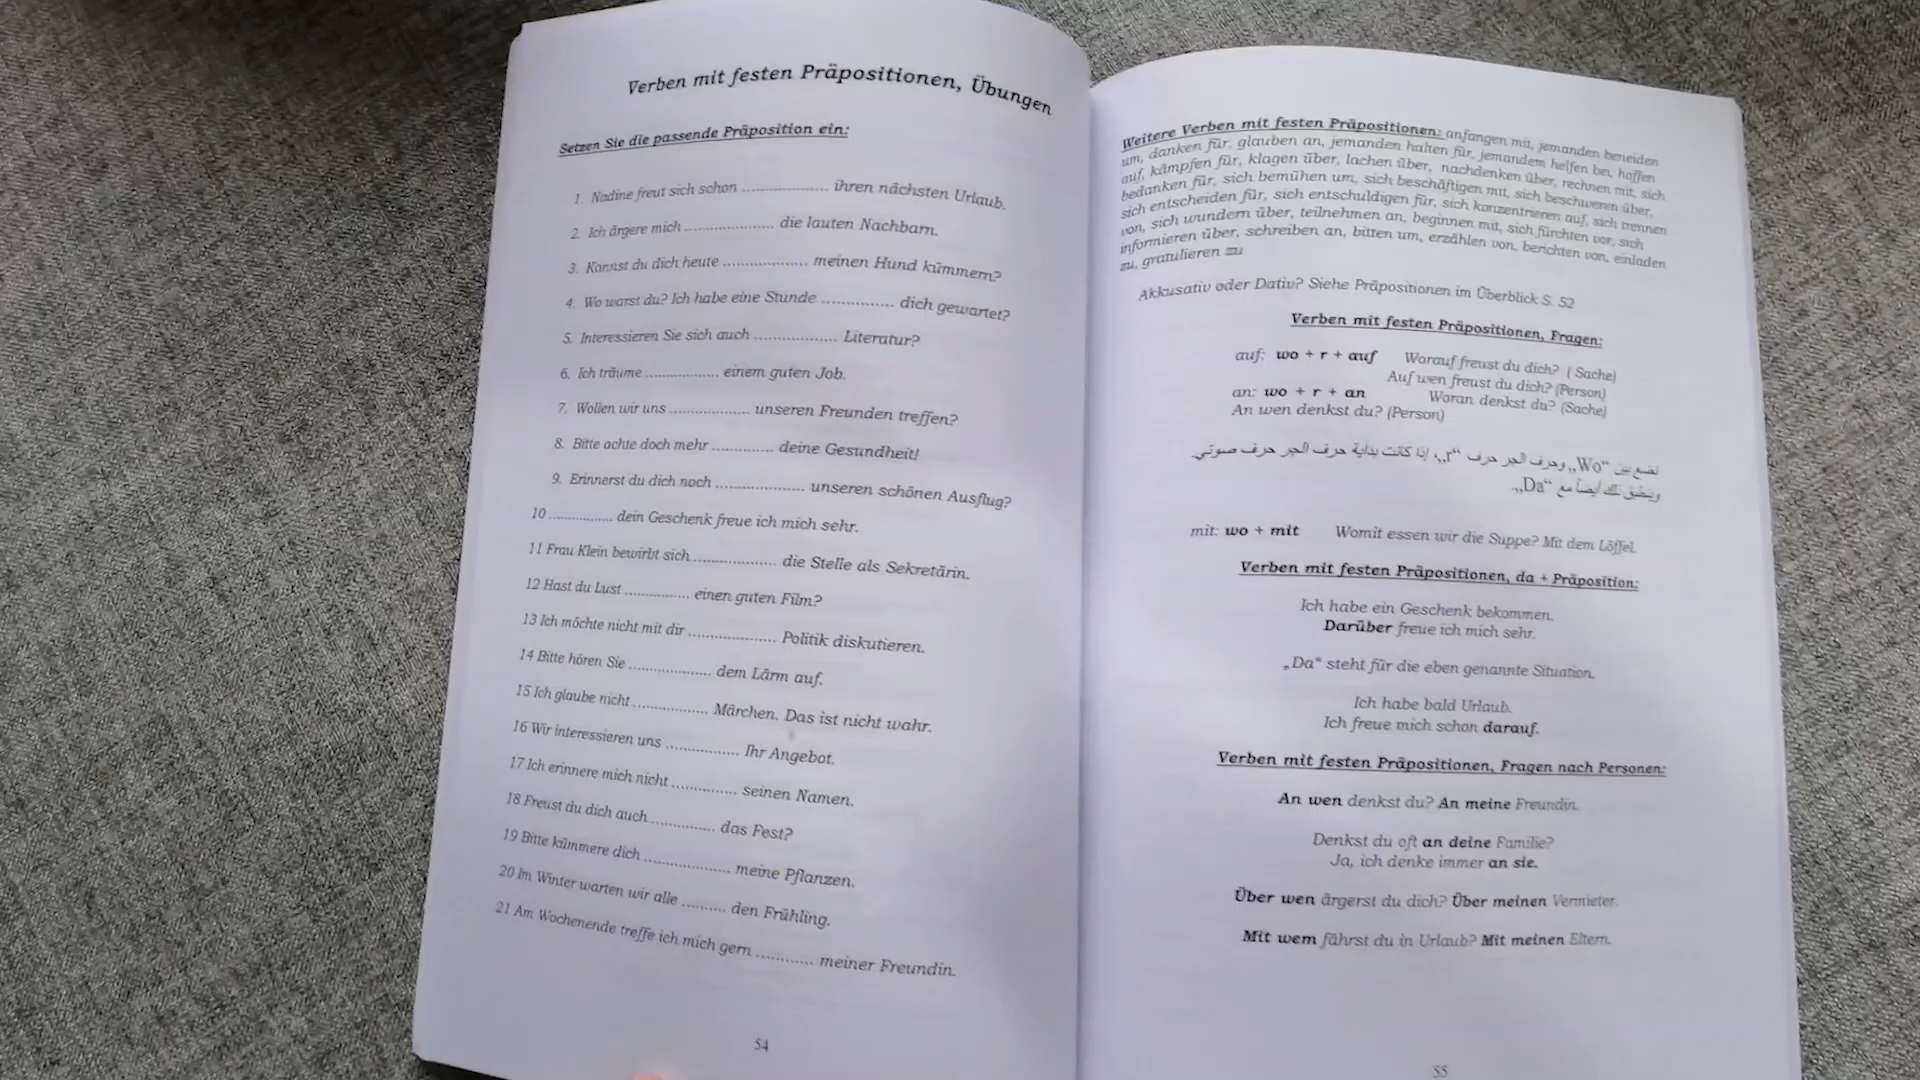 Verben mit festen Präpositionen, Übungen
Setzen Sie die passende Präposition ein:
1. Nadine freut sich schon .................. ihren nächsten Urlaub.
2. Ich ärgere mich .................. die lauten Nachbarn.
3. Kannst du dich heute .................. meinen Hund kümmern?
4. Wo warst du? Ich habe eine Stunde ............... dich gewartet?
5. Interessieren Sie sich auch ................. Literatur?
6. Ich träume ............... einem guten Job.
7. Wollen wir uns ................. unseren Freunden treffen?
8. Bitte achte doch mehr ............. deine Gesundheit!
9. Erinnerst du dich noch .................. unseren schönen Ausflug?
10 ............. dein Geschenk freue ich mich sehr.
11 Frau Klein bewirbt sich ................. die Stelle als Sekretärin.
12 Hast du Lust .............. einen guten Film?
13 Ich möchte nicht mit dir .................. Politik diskutieren.
14 Bitte hören Sie ................. dem Lärm auf.
15 Ich glaube nicht ............... Märchen. Das ist nicht wahr.
16 Wir interessieren uns ............... Ihr Angebot.
17 Ich erinnere mich nicht ............. seinen Namen.
18 Freust du dich auch ............. das Fest?
19 Bitte kümmere dich .................. meine Pflanzen.
20 Im Winter warten wir alle ......... den Frühling.
21 Am Wochenende treffe ich mich gern ............ meiner Freundin.
54
Weitere Verben mit festen Präpositionen: anfangen mit, jemanden beneiden
um, danken für, glauben an, jemanden halten für, jemandem helfen bei, hoffen
auf, kämpfen für, klagen über, lachen über, nachdenken über, rechnen mit, sich
bedanken für, sich bemühen um, sich beschäftigen mit, sich beschweren über,
sich entscheiden für, sich entschuldigen für, sich konzentrieren auf, sich trennen
von, sich wundern über, teilnehmen an, beginnen mit, sich fürchten vor, sich
informieren über, schreiben an, bitten um, erzählen von, berichten von, einladen
zu, gratulieren zu
Akkusativ oder Dativ? Siehe Präpositionen im Überblick S. 52
Verben mit festen Präpositionen, Fragen:
auf: wo + r + auf Worauf freust du dich? ( Sache)
Auf wen freust du dich? (Person)
an: wo + r + an Woran denkst du? (Sache)
An wen denkst du? (Person)
نضع بين “Wo„ وحرف الجر حرف “r„، إذا كانت بداية حرف الجر حرف صوتي.
وينطبق ذلك أيضاً مع “Da„.
mit: wo + mit Womit essen wir die Suppe? Mit dem Löffel.
Verben mit festen Präpositionen, da + Präposition:
Ich habe ein Geschenk bekommen.
Darüber freue ich mich sehr.
„Da“ steht für die eben genannte Situation.
Ich habe bald Urlaub.
Ich freue mich schon darauf.
Verben mit festen Präpositionen, Fragen nach Personen:
An wen denkst du? An meine Freundin.
Denkst du oft an deine Familie?
Ja, ich denke immer an sie.
Über wen ärgerst du dich? Über meinen Vermieter.
Mit wem fährst du in Urlaub? Mit meinen Eltern.
55